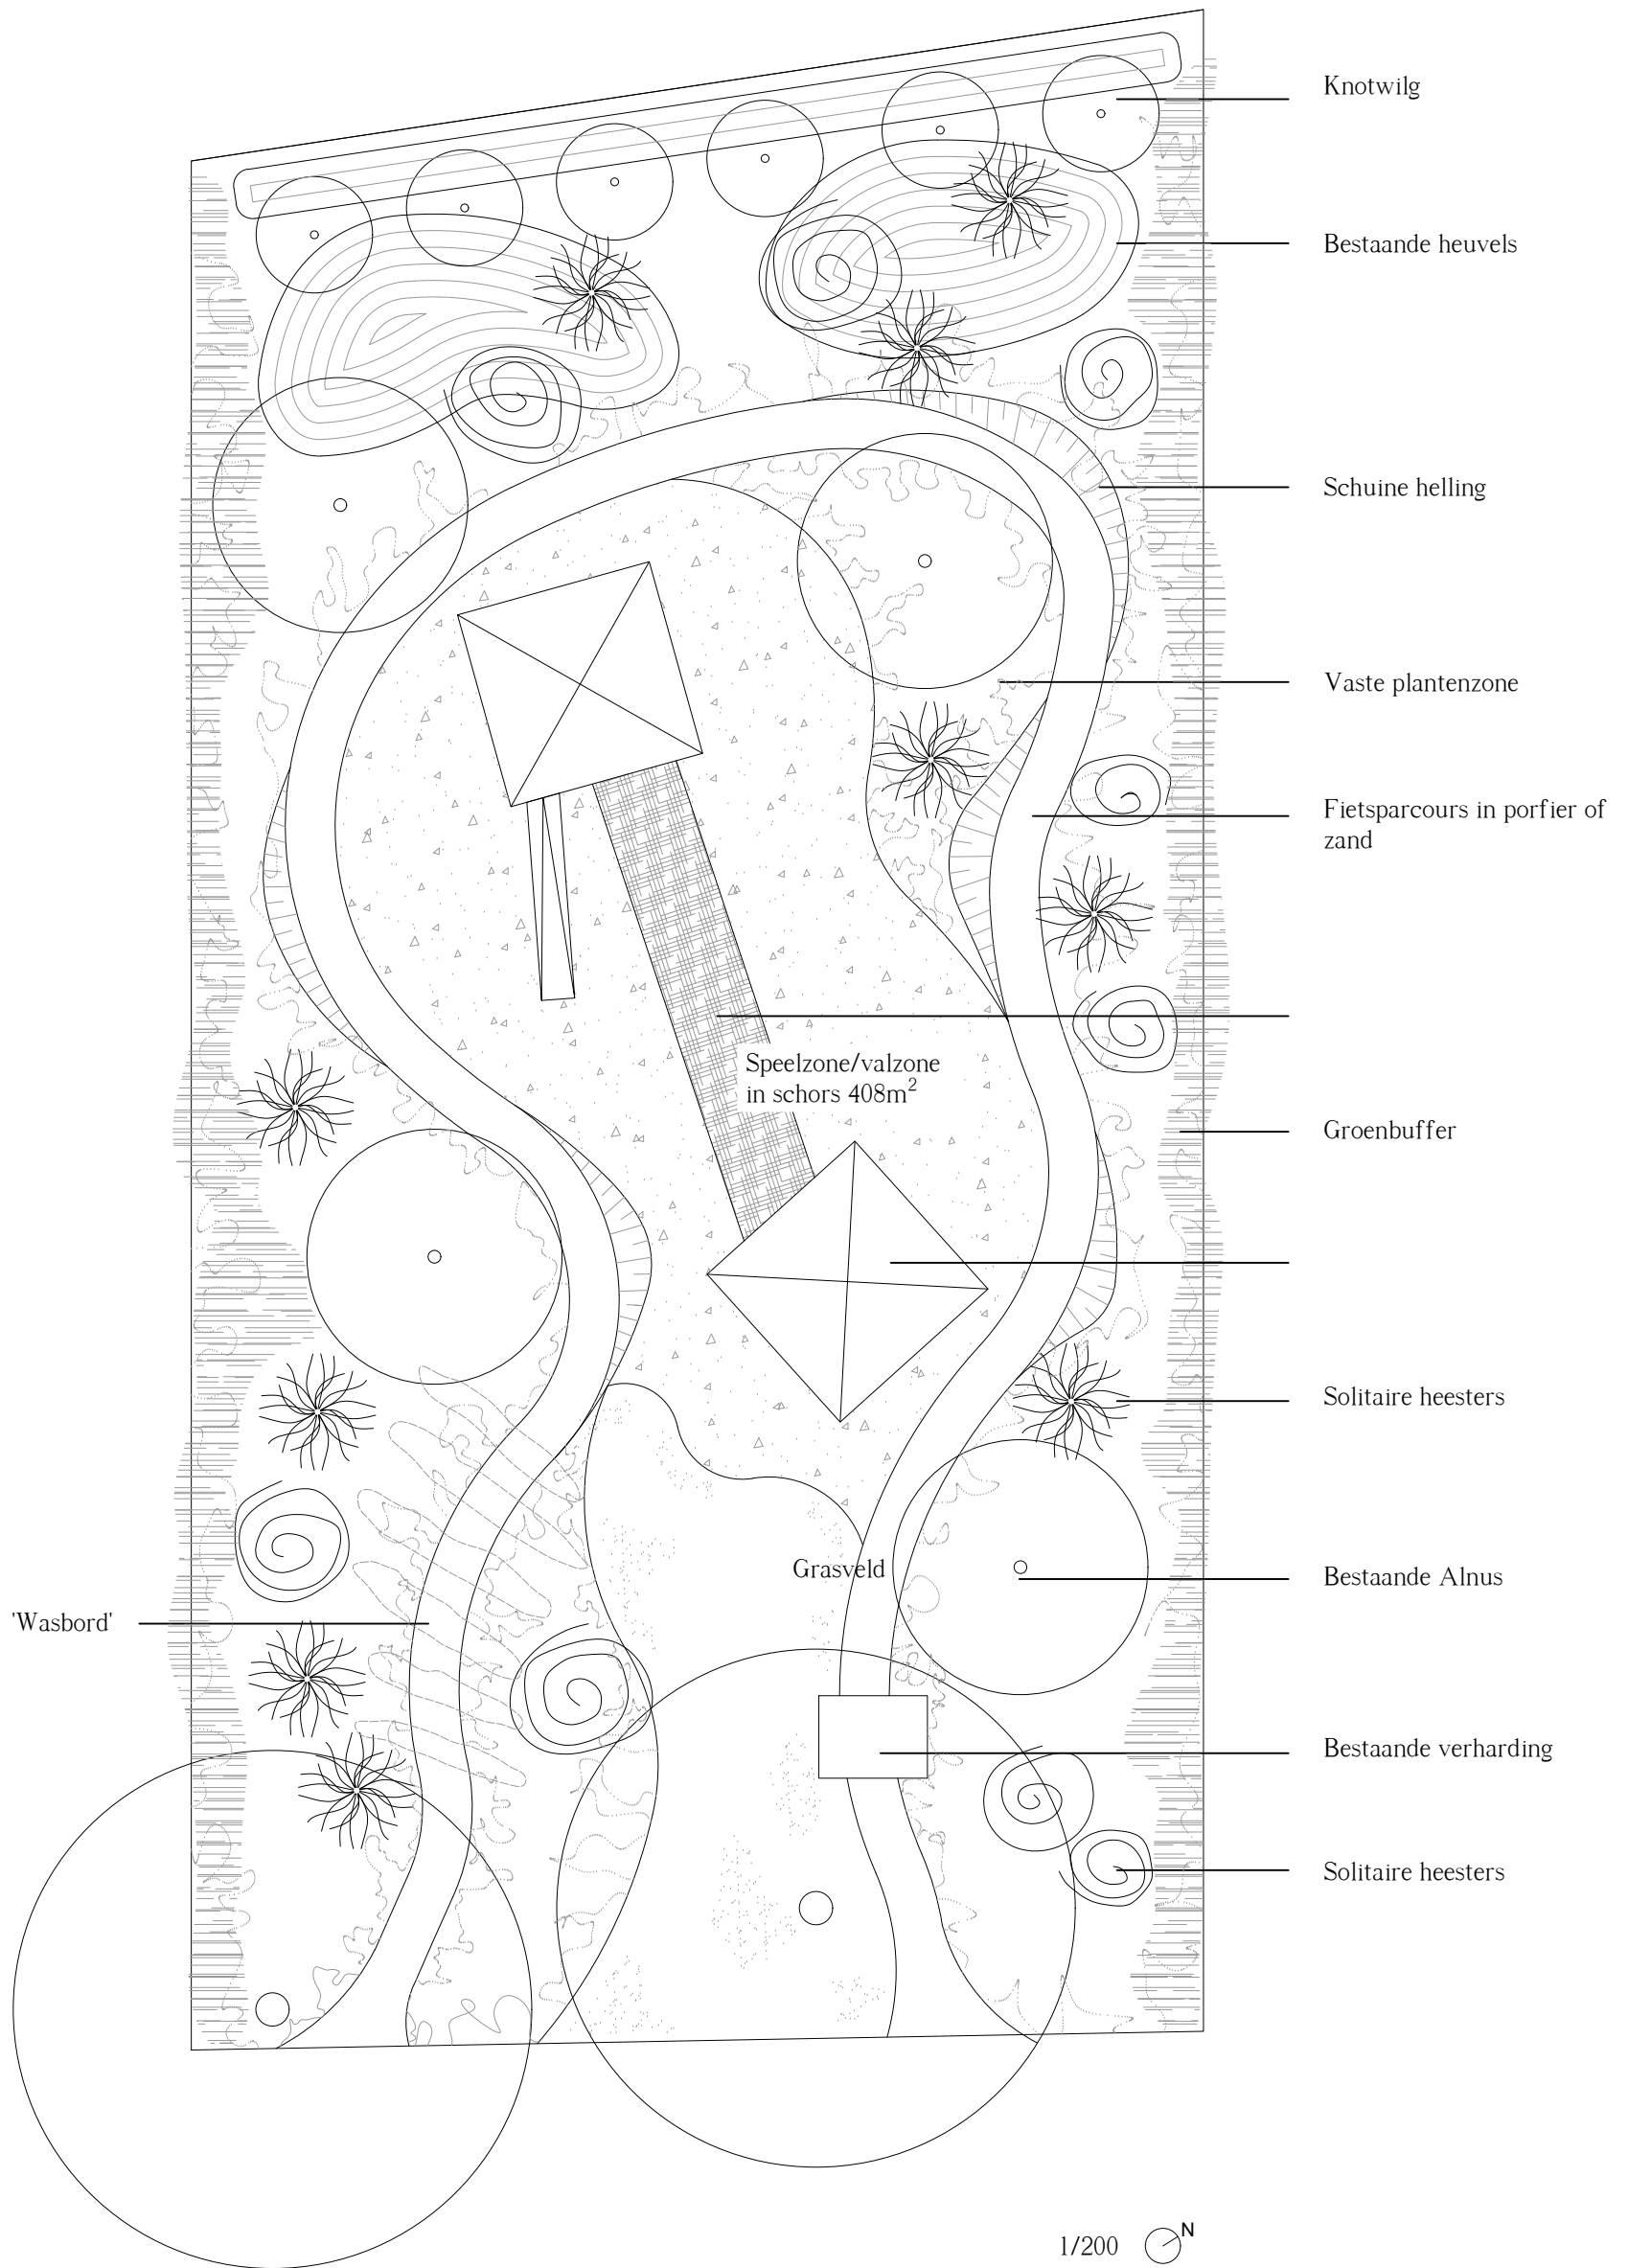 Knotwilg
Bestaande heuvels
Schuine helling
Vaste plantenzone
Fietsparcours in porfier of
zand
Speelzone/valzone
in schors 408m²
Groenbuffer
Solitaire heesters
Grasveld
Bestaande Alnus
'Wasbord'
Bestaande verharding
Solitaire heesters
1/200
N